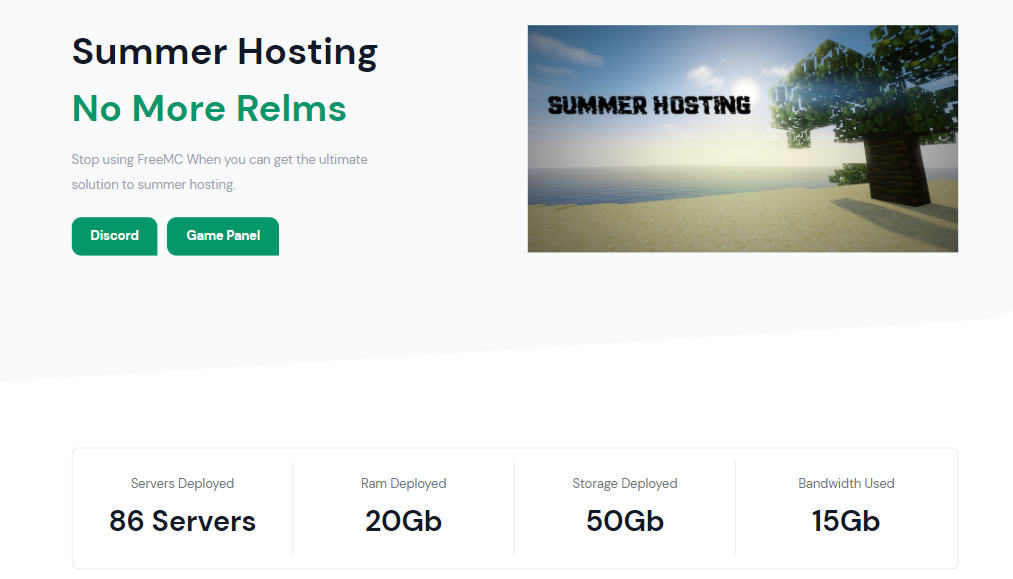 Summer Hosting
No More Relms
Stop using FreeMC When you can get the ultimate
solution to summer hosting.
Discord
Game Panel
SUMMER HOSTING
Servers Deployed
86 Servers
Ram Deployed
20Gb
Storage Deployed
50Gb
Bandwidth Used
15Gb